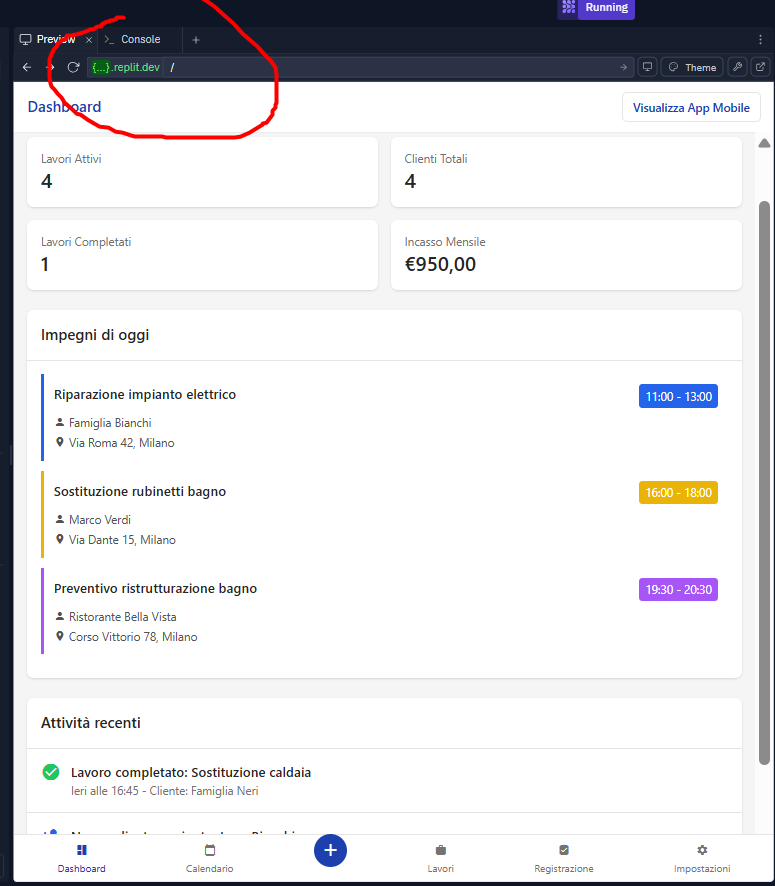 Running
Preview × >_ Console +
{...}.replit.dev / Theme
Dashboard Visualizza App Mobile
Lavori Attivi
4
Clienti Totali
4
Lavori Completati
1
Incasso Mensile
€950,00
Impegni di oggi
Riparazione impianto elettrico 11:00 - 13:00
Famiglia Bianchi
Via Roma 42, Milano
Sostituzione rubinetti bagno 16:00 - 18:00
Marco Verdi
Via Dante 15, Milano
Preventivo ristrutturazione bagno 19:30 - 20:30
Ristorante Bella Vista
Corso Vittorio 78, Milano
Attività recenti
Lavoro completato: Sostituzione caldaia
Ieri alle 16:45 - Cliente: Famiglia Neri
Dashboard Calendario + Lavori Registrazione Impostazioni